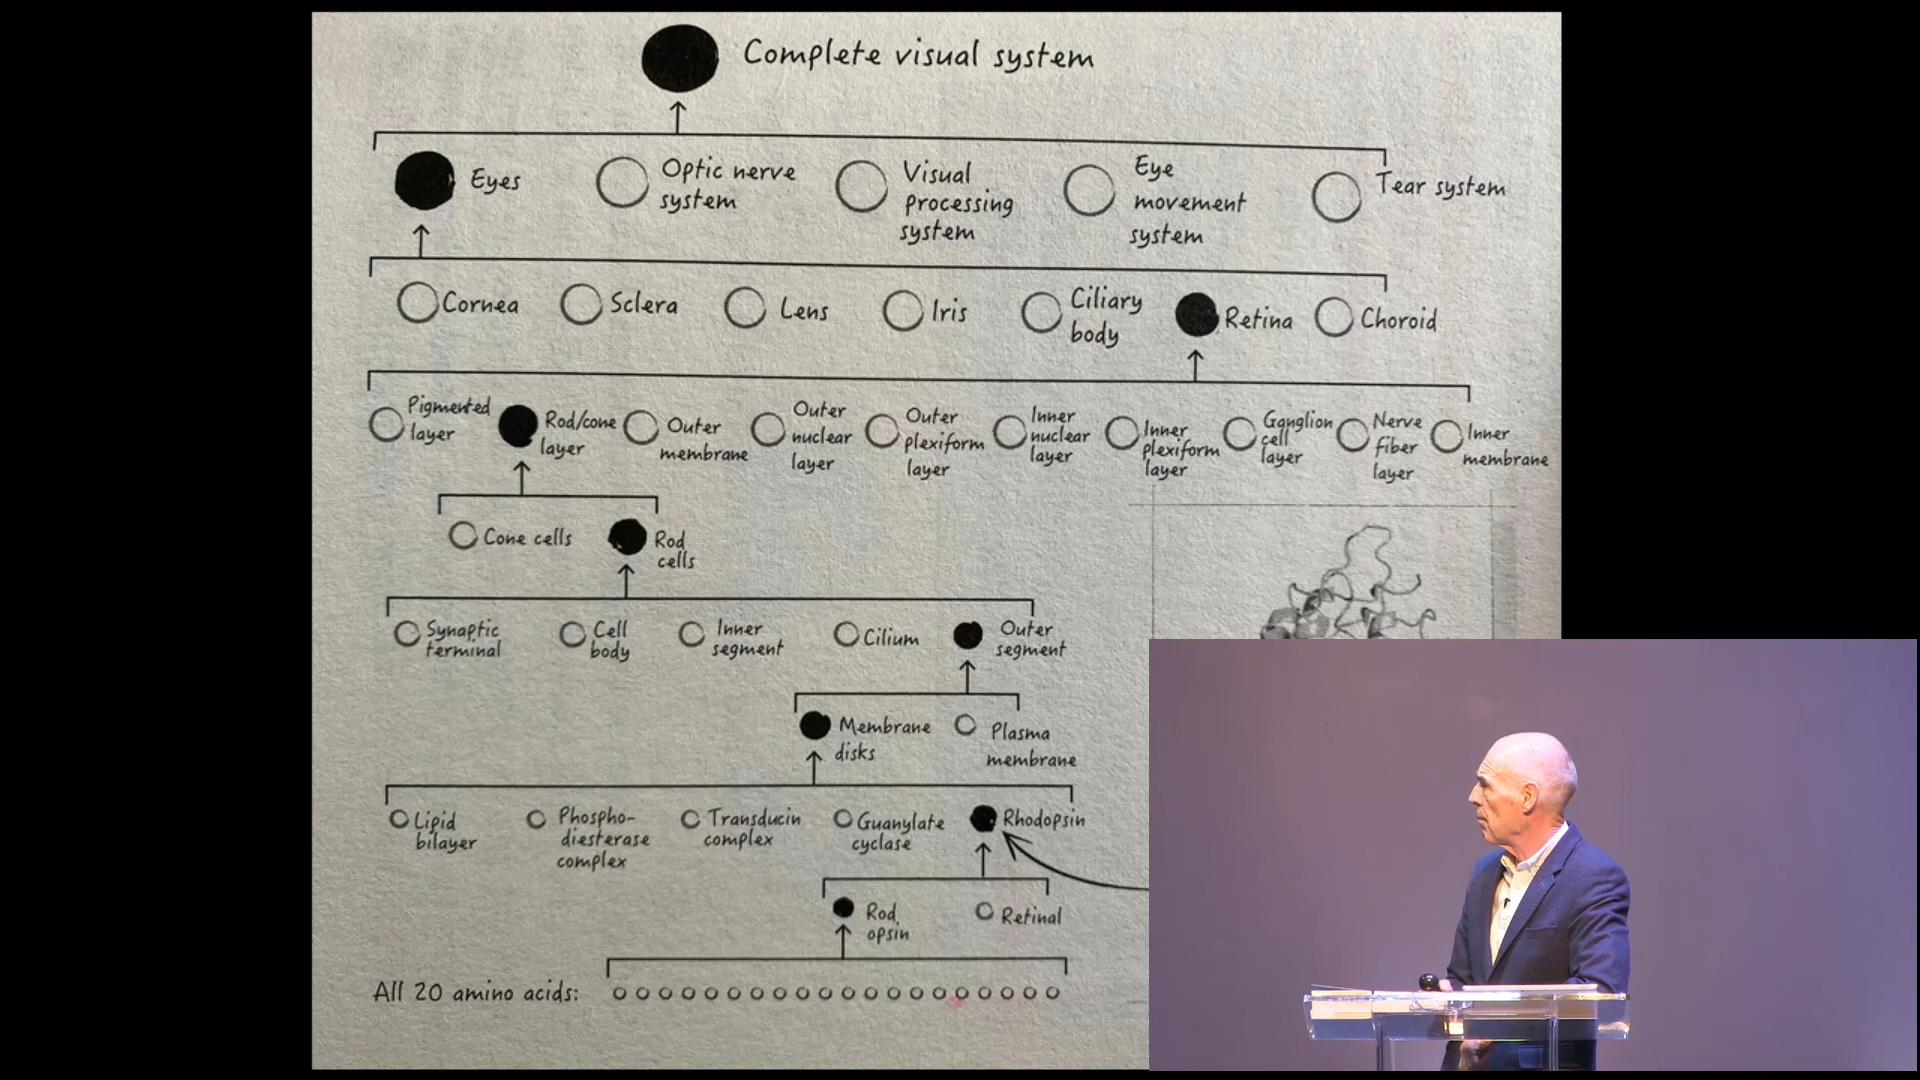 Complete visual system
Eyes
Optic nerve
system
Visual
processing
system
Eye
movement
system
Tear system
Cornea
Sclera
Lens
Iris
Ciliary
body
Retina
Choroid
Pigmented
layer
Rod/cone
layer
Outer
membrane
Outer
nuclear
layer
Outer
plexiform
layer
Inner
nuclear
layer
Inner
plexiform
layer
Ganglion
cell
layer
Nerve
fiber
layer
Inner
membrane
Cone cells
Rod
cells
Synaptic
terminal
Cell
body
Inner
segment
Cilium
Outer
segment
Membrane
disks
Plasma
membrane
Lipid
bilayer
Phospho-
diesterase
complex
Transducin
complex
Guanylate
cyclase
Rhodopsin
Rod
opsin
Retinal
All 20 amino acids: